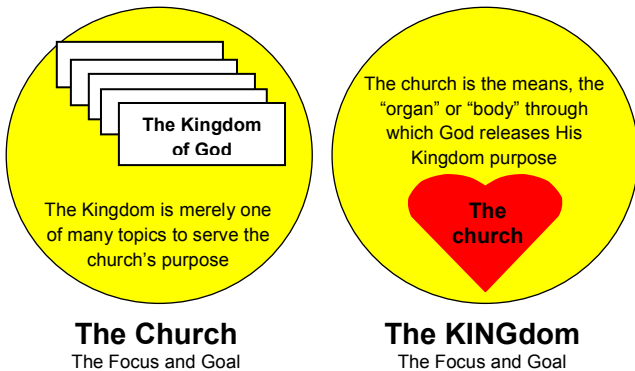 The Kingdom
of God
The Kingdom is merely one
of many topics to serve the
church’s purpose
The Church
The Focus and Goal
The church is the means, the
“organ” or “body” through
which God releases His
Kingdom purpose
The
church
The KINGdom
The Focus and Goal